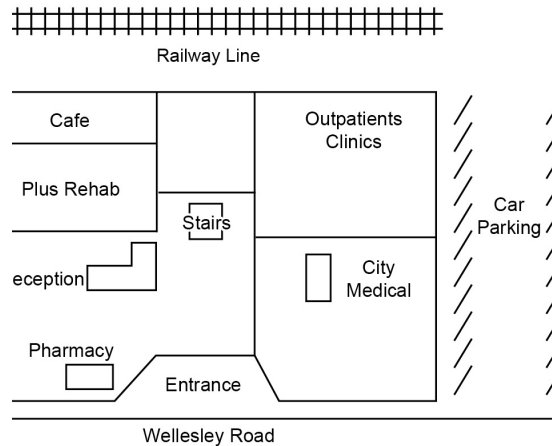 Railway Line
Cafe
Outpatients
Clinics
Plus Rehab
Stairs
Car
Parking
eception
City
Medical
Pharmacy
Entrance
Wellesley Road